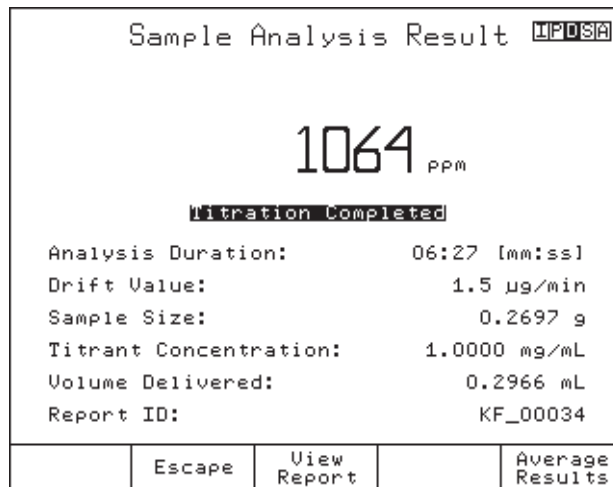 Sample Analysis Result IPDSA
1064 ppm
Titration Completed
Analysis Duration: 06:27 [mm:ss]
Drift Value: 1.5 µg/min
Sample Size: 0.2697 g
Titrant Concentration: 1.0000 mg/mL
Volume Delivered: 0.2966 mL
Report ID: KF_00034
Escape View Report Average Results